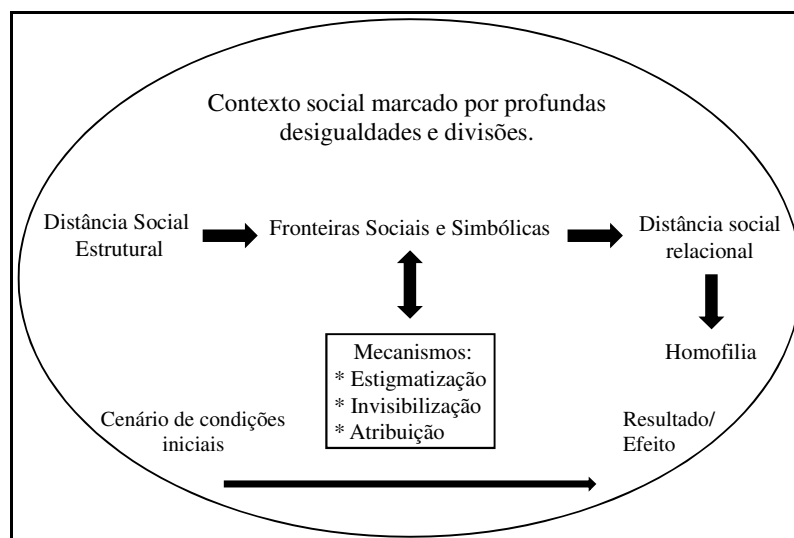 Contexto social marcado por profundas
desigualdades e divisões.
Distância Social
Estrutural
Fronteiras Sociais e Simbólicas
Distância social
relacional
Mecanismos:
* Estigmatização
* Invisibilização
* Atribuição
Homofilia
Cenário de condições
iniciais
Resultado/
Efeito